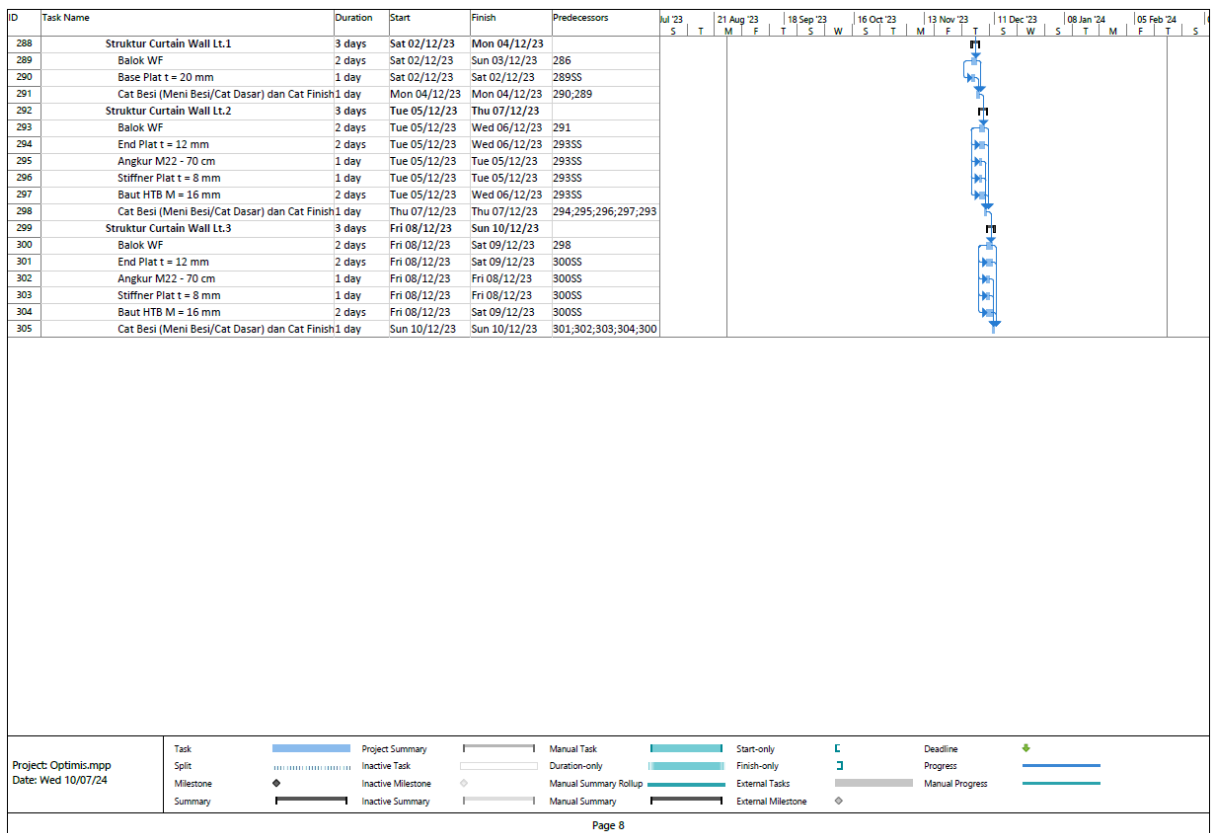 ID Task Name Duration Start Finish Predecessors Jul '23 21 Aug '23 18 Sep '23 16 Oct '23 13 Nov '23 11 Dec '23 08 Jan '24 05 Feb '24
S T M F T S W S T M F T S W S T M F T S
288 Struktur Curtain Wall Lt.1 3 days Sat 02/12/23 Mon 04/12/23
289 Balok WF 2 days Sat 02/12/23 Sun 03/12/23 286
290 Base Plat t = 20 mm 1 day Sat 02/12/23 Sat 02/12/23 289SS
291 Cat Besi (Meni Besi/Cat Dasar) dan Cat Finish 1 day Mon 04/12/23 Mon 04/12/23 290;289
292 Struktur Curtain Wall Lt.2 3 days Tue 05/12/23 Thu 07/12/23
293 Balok WF 2 days Tue 05/12/23 Wed 06/12/23 291
294 End Plat t = 12 mm 2 days Tue 05/12/23 Wed 06/12/23 293SS
295 Angkur M22 - 70 cm 1 day Tue 05/12/23 Tue 05/12/23 293SS
296 Stiffner Plat t = 8 mm 1 day Tue 05/12/23 Tue 05/12/23 293SS
297 Baut HTB M = 16 mm 2 days Tue 05/12/23 Wed 06/12/23 293SS
298 Cat Besi (Meni Besi/Cat Dasar) dan Cat Finish 1 day Thu 07/12/23 Thu 07/12/23 294;295;296;297;293
299 Struktur Curtain Wall Lt.3 3 days Fri 08/12/23 Sun 10/12/23
300 Balok WF 2 days Fri 08/12/23 Sat 09/12/23 298
301 End Plat t = 12 mm 2 days Fri 08/12/23 Sat 09/12/23 300SS
302 Angkur M22 - 70 cm 1 day Fri 08/12/23 Fri 08/12/23 300SS
303 Stiffner Plat t = 8 mm 1 day Fri 08/12/23 Fri 08/12/23 300SS
304 Baut HTB M = 16 mm 2 days Fri 08/12/23 Sat 09/12/23 300SS
305 Cat Besi (Meni Besi/Cat Dasar) dan Cat Finish 1 day Sun 10/12/23 Sun 10/12/23 301;302;303;304;300
Project: Optimis.mpp
Date: Wed 10/07/24
Task Project Summary Manual Task Start-only Deadline
Split Inactive Task Duration-only Finish-only Progress
Milestone Inactive Milestone Manual Summary Rollup External Tasks Manual Progress
Summary Inactive Summary Manual Summary External Milestone
Page 8